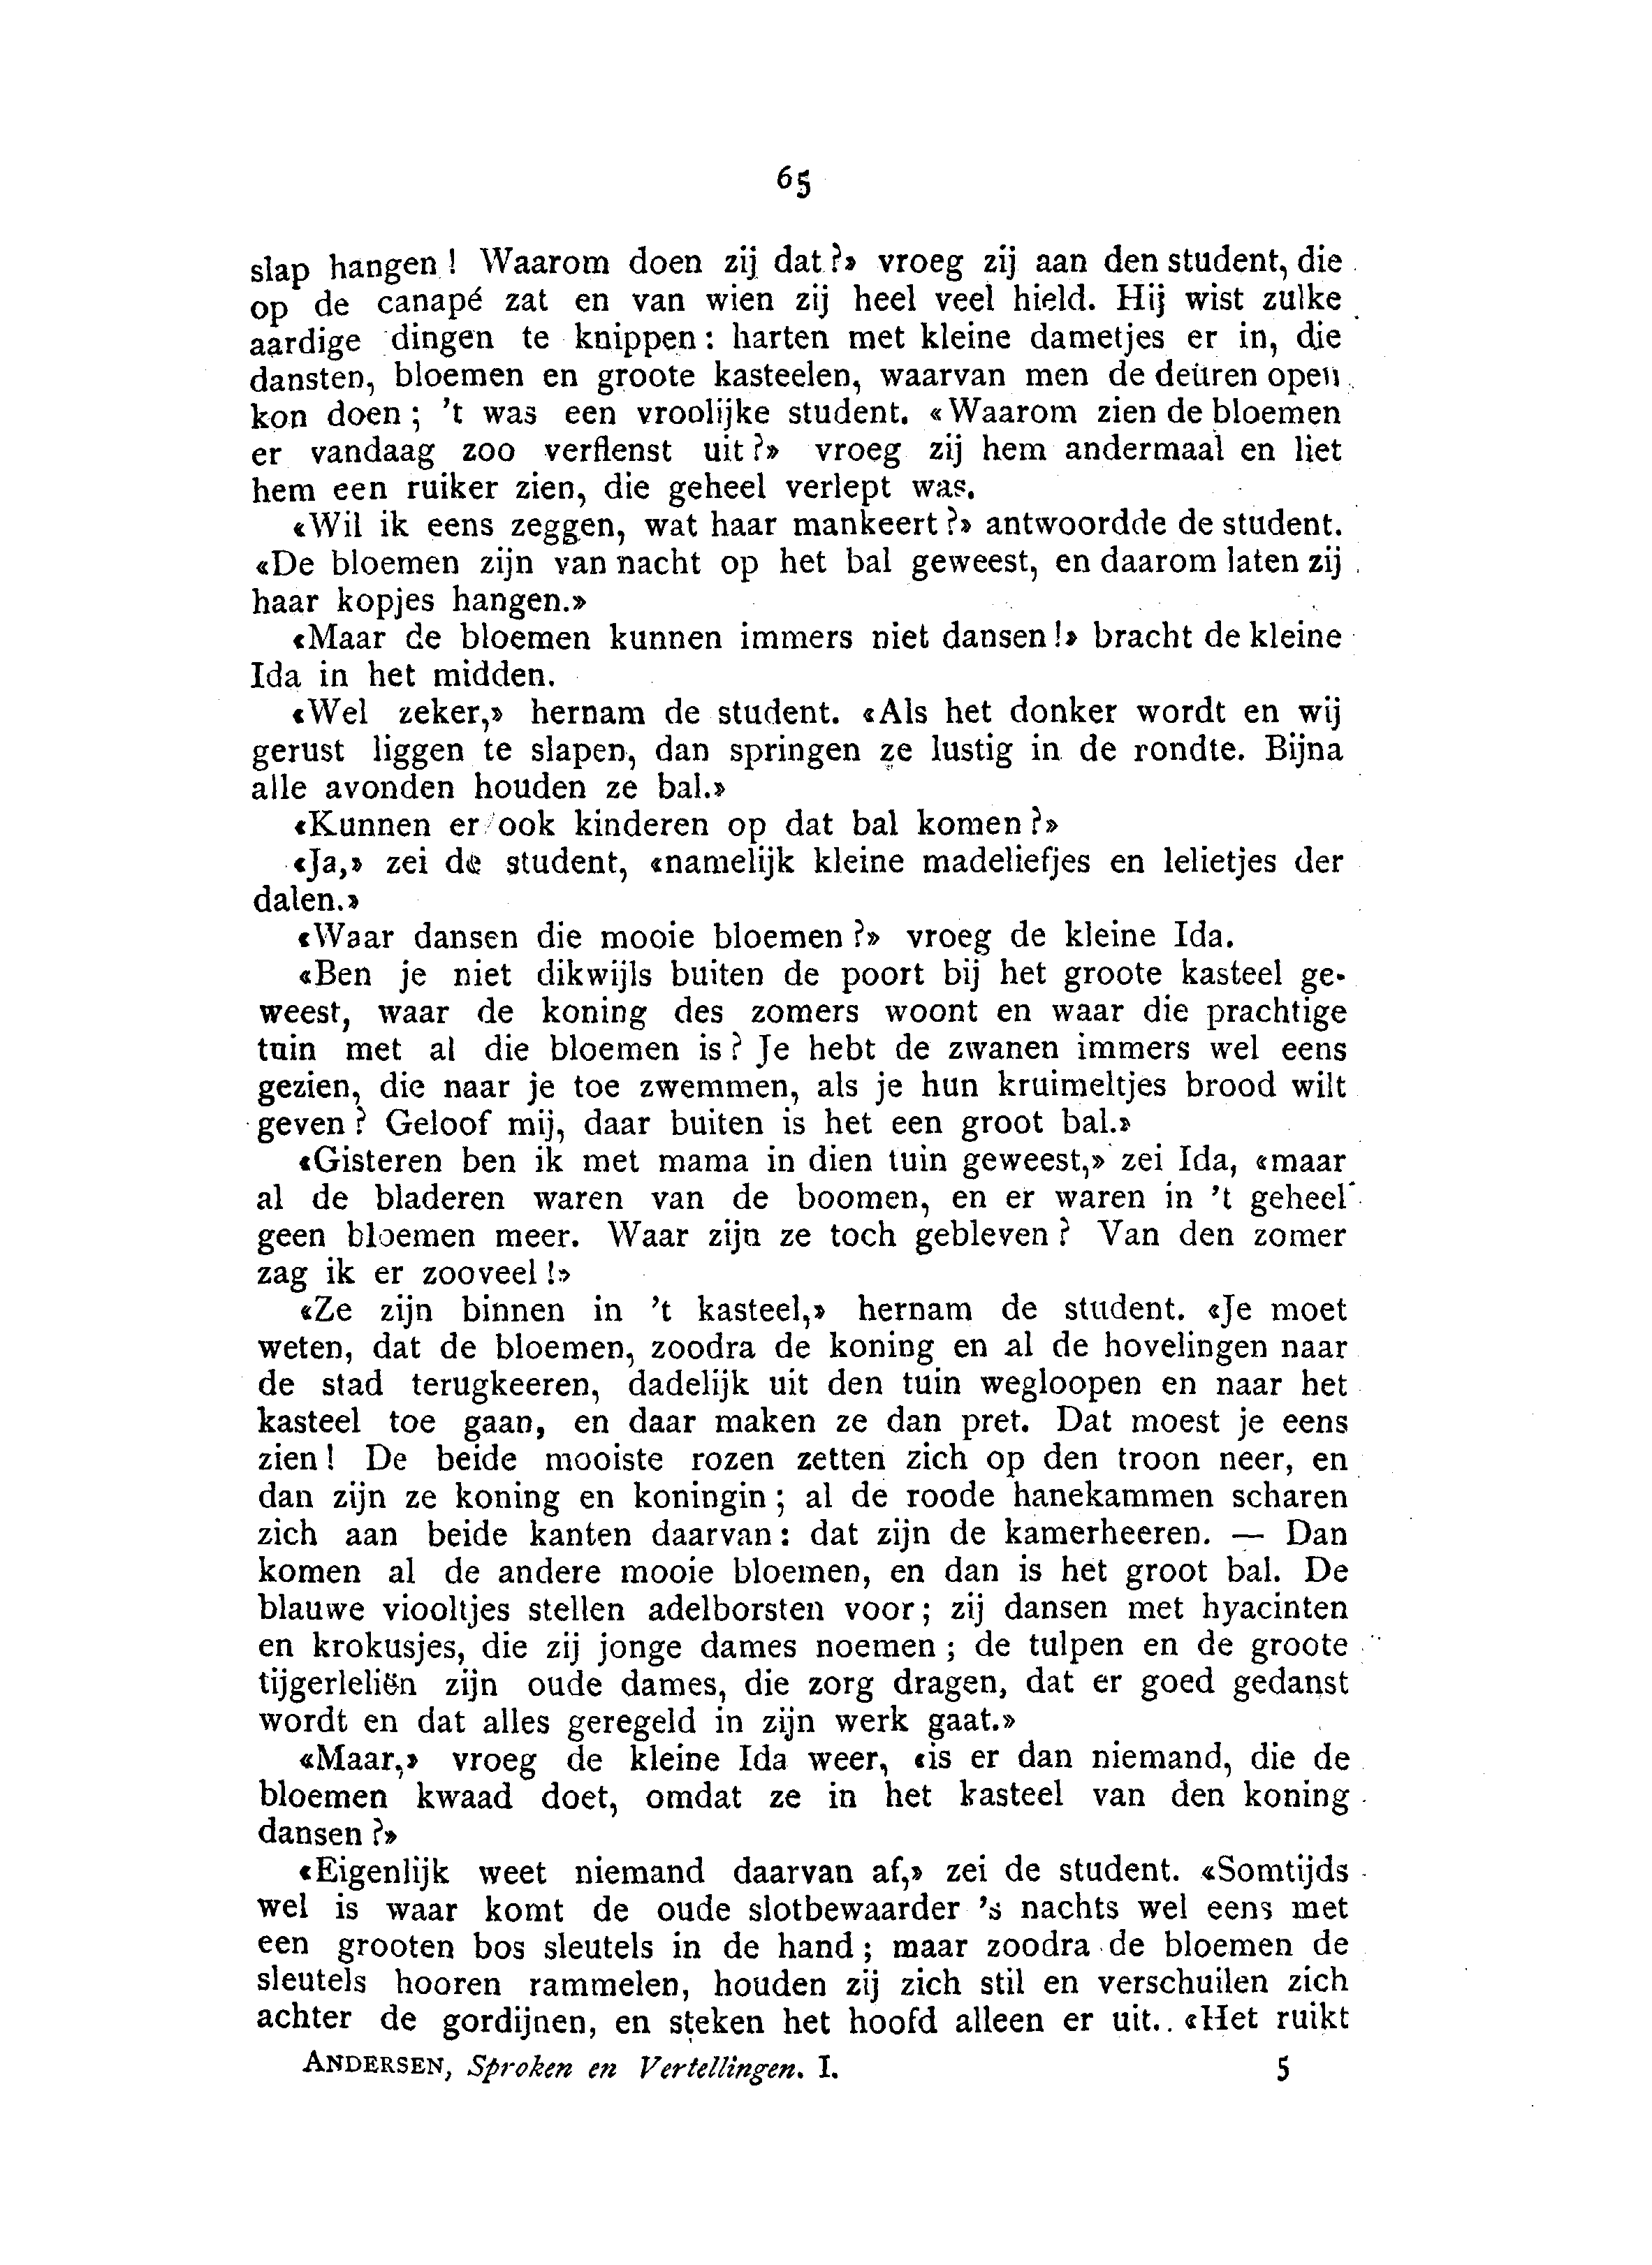 65
slap hangen! Waarom doen zij dat?» vroeg zij aan den student, die
op de canapé zat en van wien zij heel veel hield. Hij wist zulke
aardige dingen te knippen: harten met kleine dametjes er in, die
dansten, bloemen en groote kasteelen, waarvan men de deuren open
kon doen; 't was een vroolijke student. «Waarom zien de bloemen
er vandaag zoo verflenst uit?» vroeg zij hem andermaal en liet
hem een ruiker zien, die geheel verlept was.
«Wil ik eens zeggen, wat haar mankeert?» antwoordde de student.
«De bloemen zijn van nacht op het bal geweest, en daarom laten zij
haar kopjes hangen.»
«Maar de bloemen kunnen immers niet dansen!» bracht de kleine
Ida in het midden.
«Wel zeker,» hernam de student. «Als het donker wordt en wij
gerust liggen te slapen, dan springen ze lustig in de rondte. Bijna
alle avonden houden ze bal.»
«Kunnen er ook kinderen op dat bal komen?»
«Ja,» zei de student, «namelijk kleine madeliefjes en lelietjes der
dalen.»
«Waar dansen die mooie bloemen?» vroeg de kleine Ida.
«Ben je niet dikwijls buiten de poort bij het groote kasteel ge-
weest, waar de koning des zomers woont en waar die prachtige
tuin met al die bloemen is? Je hebt de zwanen immers wel eens
gezien, die naar je toe zwemmen, als je hun kruimeltjes brood wilt
geven? Geloof mij, daar buiten is het een groot bal.»
«Gisteren ben ik met mama in dien tuin geweest,» zei Ida, «maar
al de bladeren waren van de boomen, en er waren in 't geheel
geen bloemen meer. Waar zijn ze toch gebleven? Van den zomer
zag ik er zooveel!»
«Ze zijn binnen in 't kasteel,» hernam de student. «Je moet
weten, dat de bloemen, zoodra de koning en al de hovelingen naar
de stad terugkeeren, dadelijk uit den tuin wegloopen en naar het
kasteel toe gaan, en daar maken ze dan pret. Dat moest je eens
zien! De beide mooiste rozen zetten zich op den troon neer, en
dan zijn ze koning en koningin; al de roode hanekammen scharen
zich aan beide kanten daarvan: dat zijn de kamerheeren. — Dan
komen al de andere mooie bloemen, en dan is het groot bal. De
blauwe viooltjes stellen adelborsten voor; zij dansen met hyacinten
en krokusjes, die zij jonge dames noemen; de tulpen en de groote
tijgerleliën zijn oude dames, die zorg dragen, dat er goed gedanst
wordt en dat alles geregeld in zijn werk gaat.»
«Maar,» vroeg de kleine Ida weer, «is er dan niemand, die de
bloemen kwaad doet, omdat ze in het kasteel van den koning
dansen?»
«Eigenlijk weet niemand daarvan af,» zei de student. «Somtijds
wel is waar komt de oude slotbewaarder 's nachts wel eens met
een grooten bos sleutels in de hand; maar zoodra de bloemen de
sleutels hooren rammelen, houden zij zich stil en verschuilen zich
achter de gordijnen, en steken het hoofd alleen er uit.. «Het ruikt
ANDERSEN, Sproken en Vertellingen. I. 5